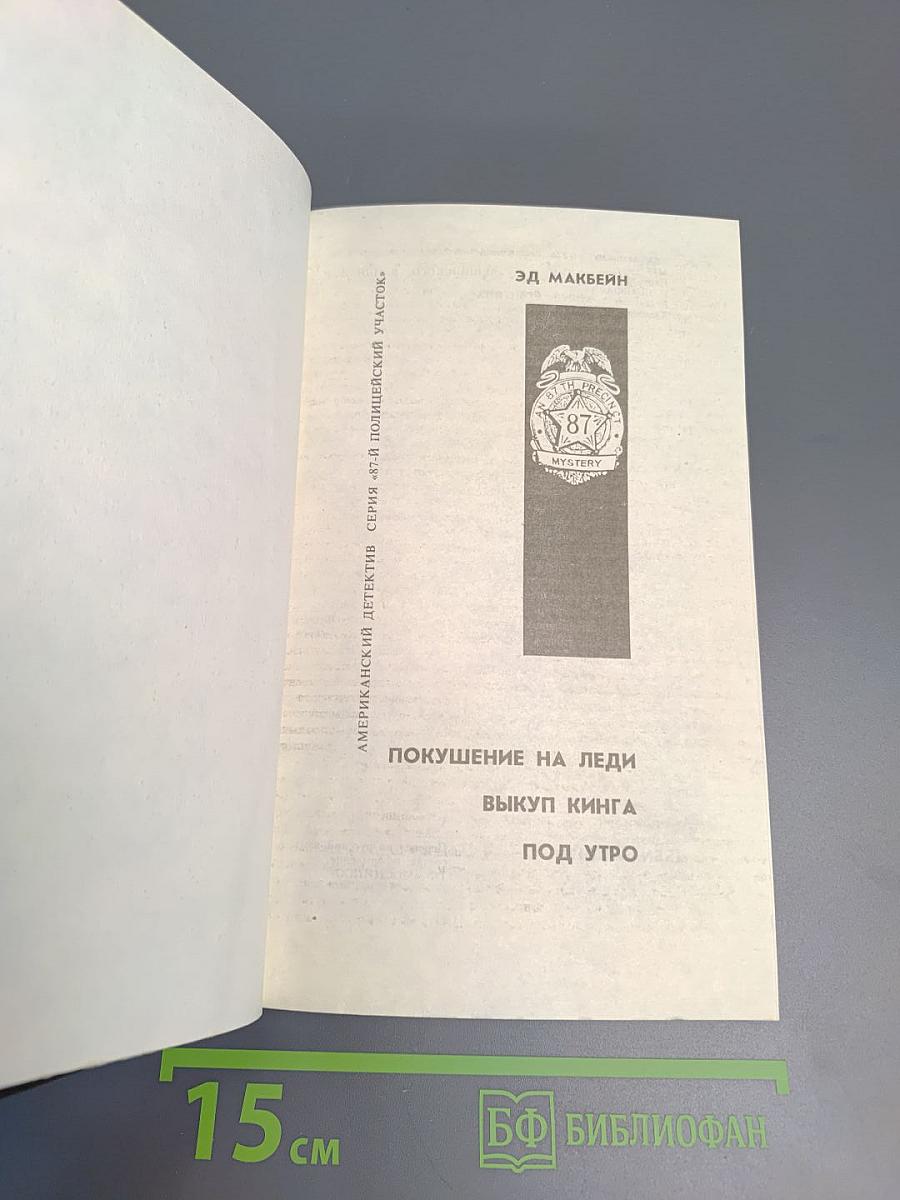 ЭД МАКБЕЙН
AN 87TH PRECINCT
87
MYSTERY
АМЕРИКАНСКИЙ ДЕТЕКТИВ СЕРИЯ «87-Й ПОЛИЦЕЙСКИЙ УЧАСТОК»
ПОКУШЕНИЕ НА ЛЕДИ
ВЫКУП КИНГА
ПОД УТРО
15 СМ
БФ БИБЛИОФАН